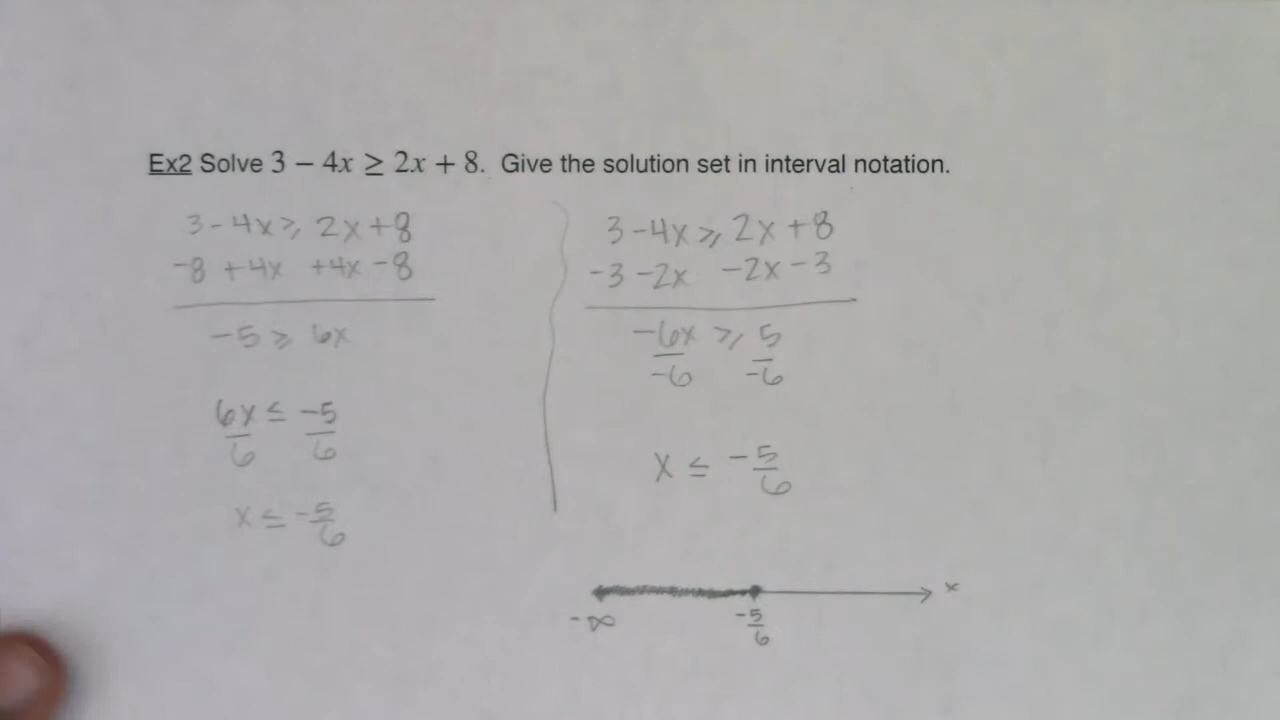 Ex2 Solve 3 − 4x ≥ 2x + 8. Give the solution set in interval notation.
3 - 4x ≥ 2x + 8
-8 + 4x +4x - 8
-5 ≥ 6x
6x ≤ -5
6 6
x ≤ -5/6
3 - 4x ≥ 2x + 8
-3 - 2x -2x - 3
-6x ≥ 5
-6 -6
x ≤ -5/6
x
-∞ -5/6